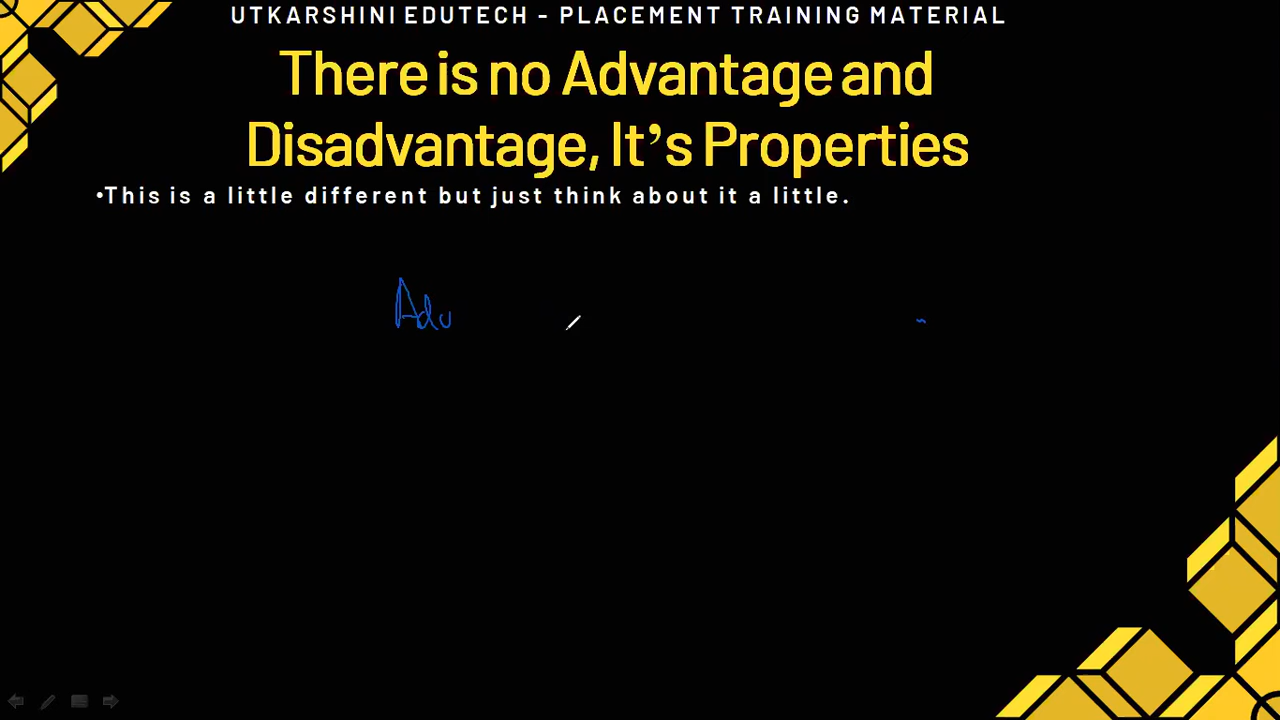 UTKARSHINI EDUTECH - PLACEMENT TRAINING MATERIAL
There is no Advantage and
Disadvantage, It’s Properties
•This is a little different but just think about it a little.
Adv